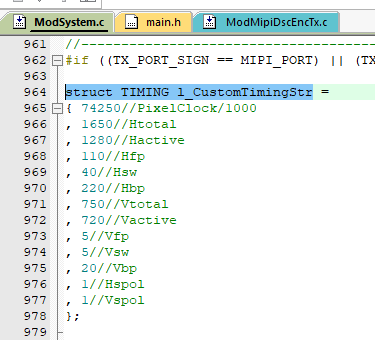 ModSystem.c main.h ModMipiDscEncTx.c
961 //-----------------------------------
962 #if ((TX_PORT_SIGN == MIPI_PORT) || (TX
963
964 struct TIMING l_CustomTimingStr =
965 { 74250//PixelClock/1000
966 , 1650//Htotal
967 , 1280//Hactive
968 , 110//Hfp
969 , 40//Hsw
970 , 220//Hbp
971 , 750//Vtotal
972 , 720//Vactive
973 , 5//Vfp
974 , 5//Vsw
975 , 20//Vbp
976 , 1//Hspol
977 , 1//Vspol
978 };
979